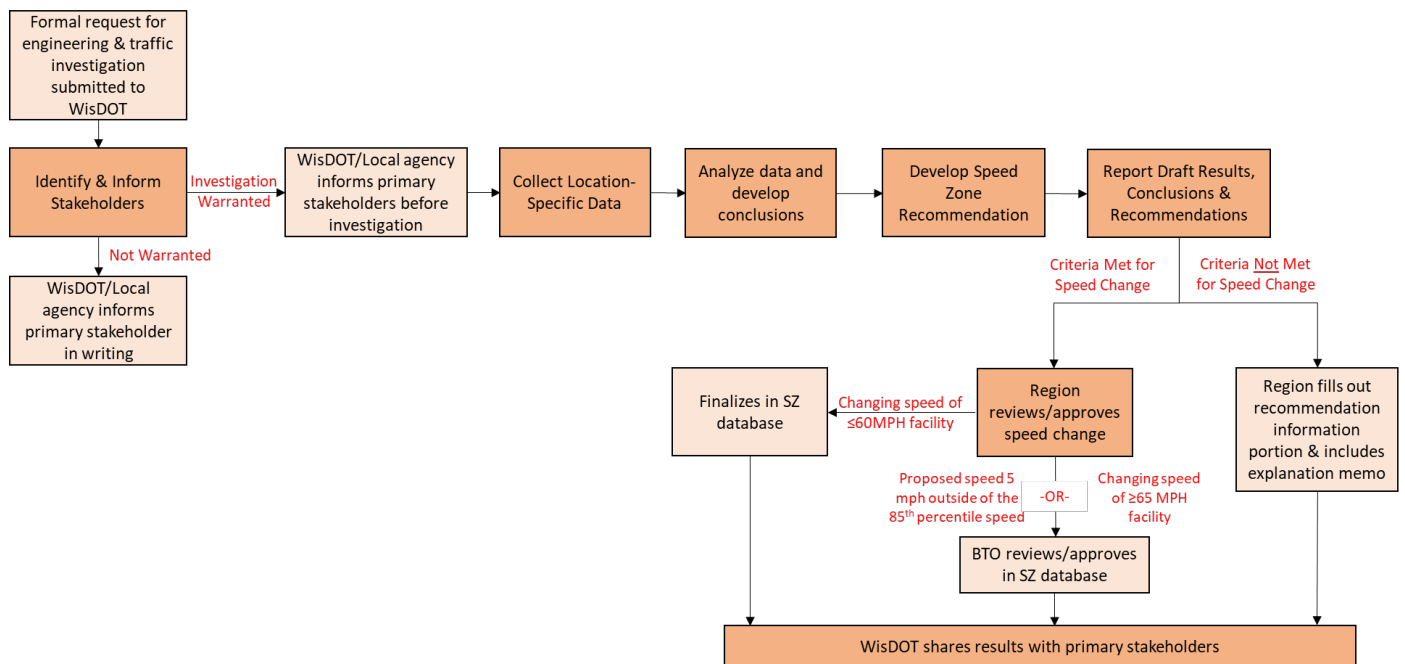 Formal request for
engineering & traffic
investigation
submitted to
WisDOT
Identify & Inform
Stakeholders
Investigation
Warranted
Not Warranted
WisDOT/Local
agency informs
primary
stakeholder
in writing
WisDOT/Local agency
informs primary
stakeholders before
investigation
Collect Location-
Specific Data
Analyze data and
develop
conclusions
Develop Speed
Zone
Recommendation
Report Draft Results,
Conclusions &
Recommendations
Criteria Met for
Speed Change
Criteria Not Met
for Speed Change
Finalizes in SZ
database
Changing speed of
≤60MPH facility
Region
reviews/approves
speed change
Region fills out
recommendation
information
portion & includes
explanation memo
Proposed speed 5
mph outside of the
85th percentile speed
-OR-
Changing speed
of ≥65 MPH
facility
BTO reviews/approves
in SZ database
WisDOT shares results with primary stakeholders